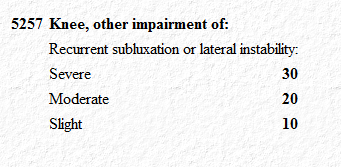 5257 Knee, other impairment of:
Recurrent subluxation or lateral instability:
Severe 30
Moderate 20
Slight 10